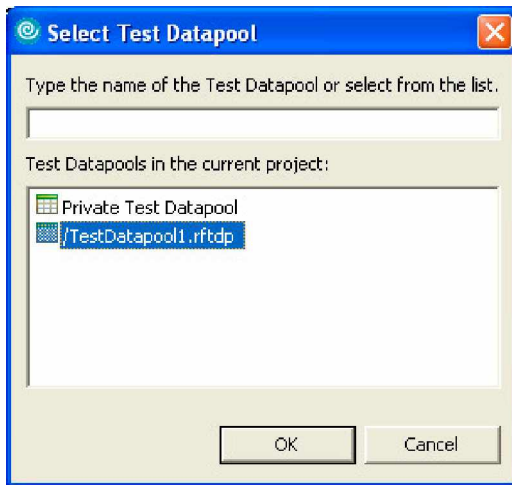 Select Test Datapool
Type the name of the Test Datapool or select from the list.
Test Datapools in the current project:
Private Test Datapool
/TestDatapool1.rftdp
OK
Cancel